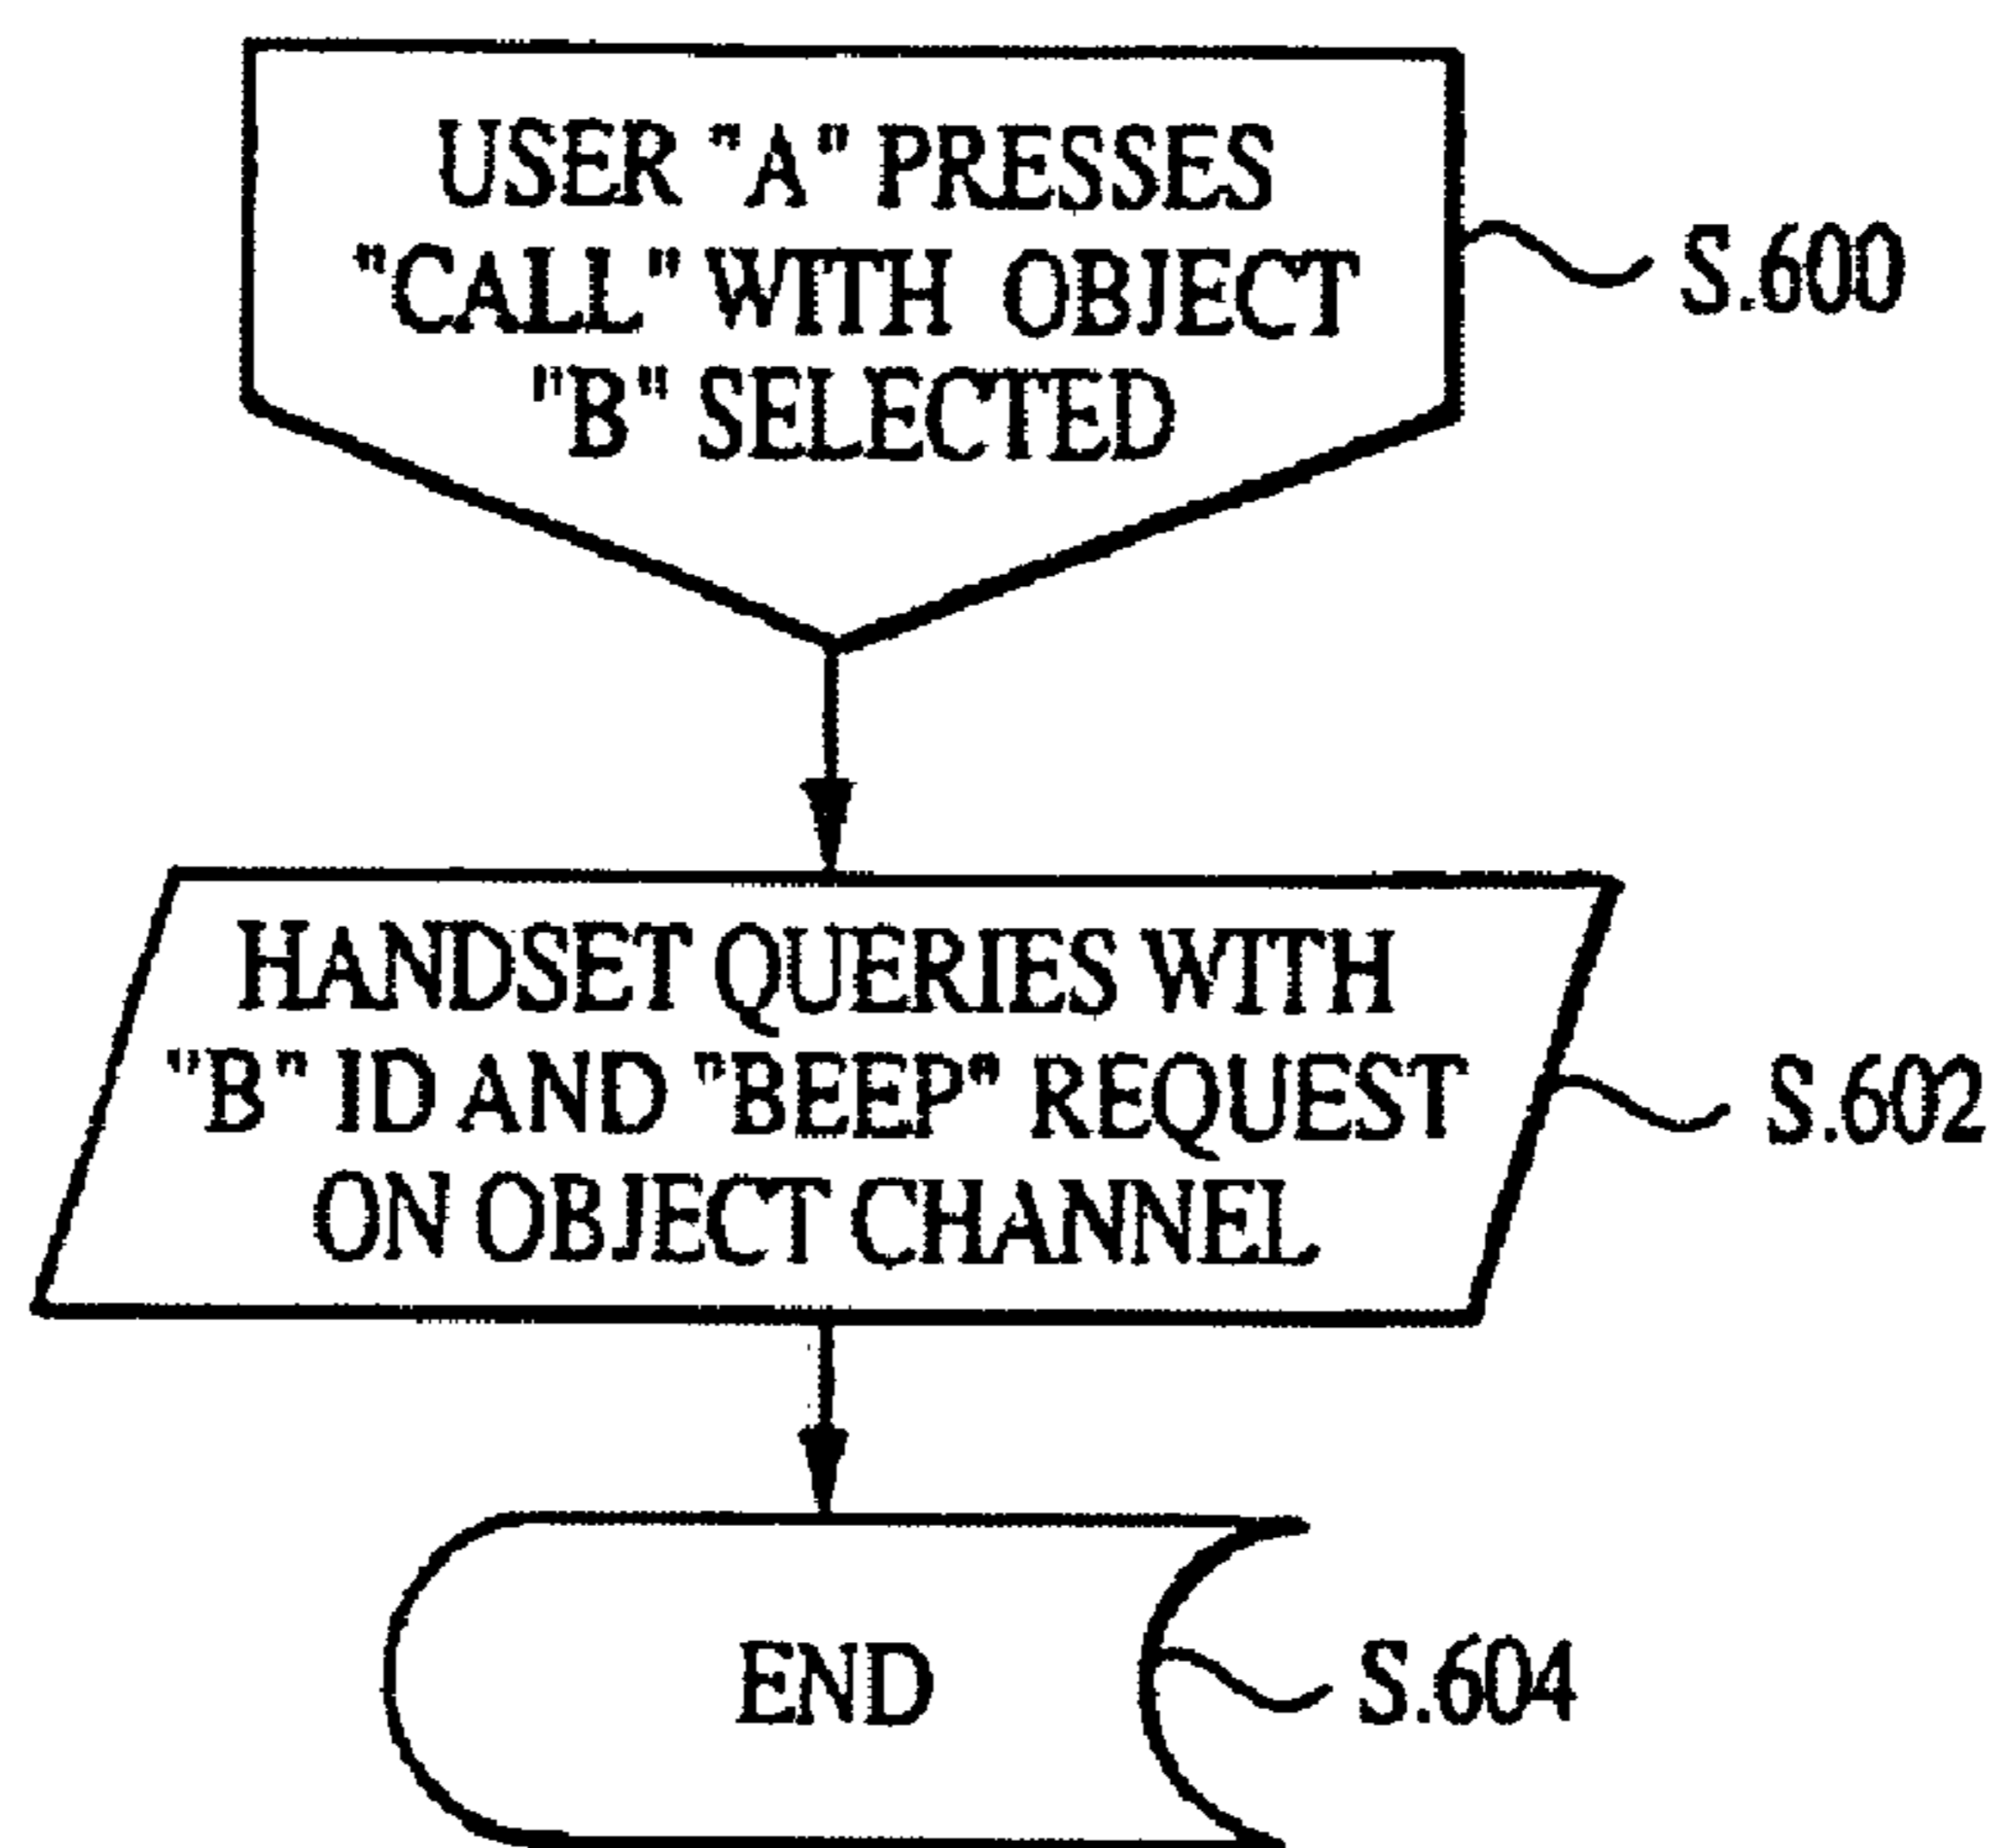 USER "A" PRESSES
"CALL" WITH OBJECT
"B" SELECTED
S.600
HANDSET QUERIES WITH
"B" ID AND "BEEP" REQUEST
ON OBJECT CHANNEL
S.602
END
S.604